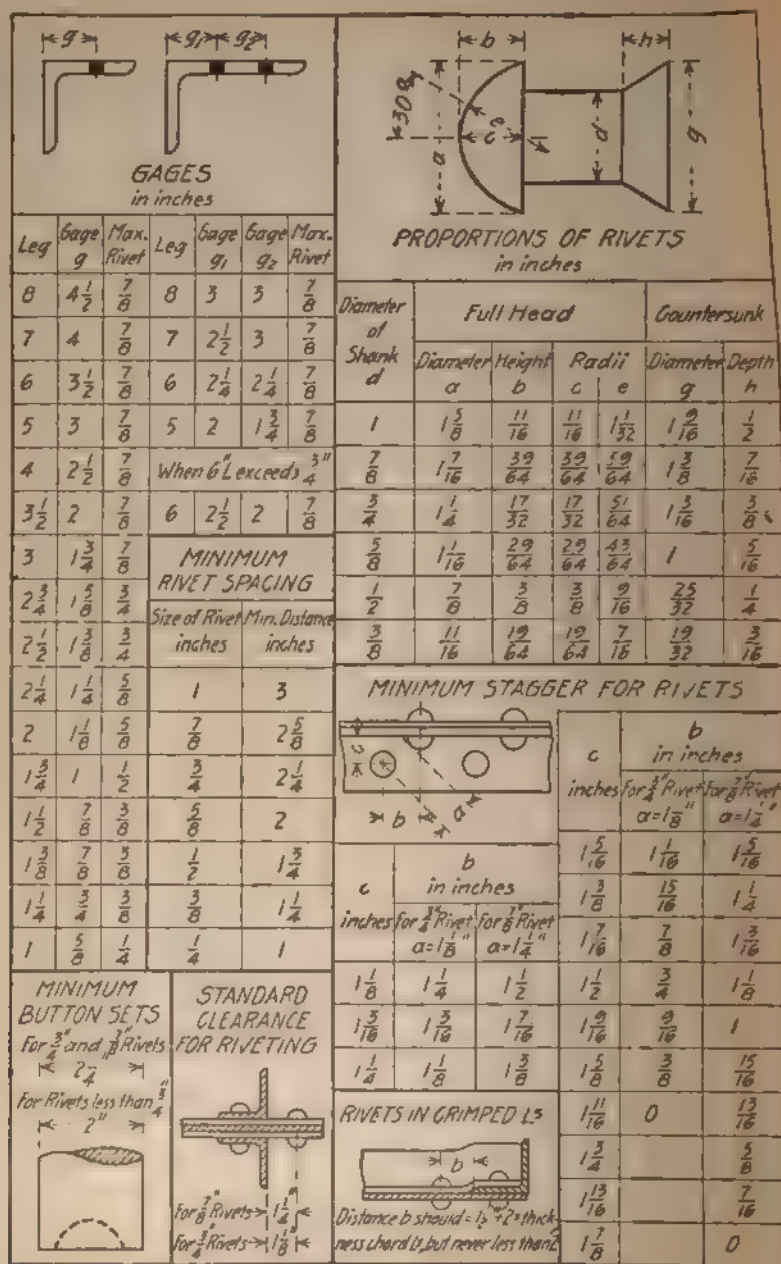 g g₁ g₂
GAGES
in inches
Leg Gage g Max. Rivet Leg Gage g₁ Gage g₂ Max. Rivet
8 4 1/2 7/8 8 3 3 7/8
7 4 7/8 7 2 1/2 3 7/8
6 3 1/2 7/8 6 2 1/4 2 1/4 7/8
5 3 7/8 5 2 1 3/4 7/8
4 2 1/2 7/8 When 6" L exceeds 3/4"
3 1/2 2 7/8 6 2 1/2 2 7/8
3 1 3/4 7/8
2 3/4 1 5/8 3/4
2 1/2 1 3/8 3/4
2 1/4 1 1/4 5/8
2 1 1/8 5/8
1 3/4 1 1/2
1 1/2 7/8 3/8
1 3/8 7/8 3/8
1 1/4 3/4 3/8
1 5/8 1/4
MINIMUM
RIVET SPACING
Size of Rivet Min. Distance
inches inches
1 3
7/8 2 5/8
3/4 2 1/4
5/8 2
1/2 1 3/4
3/8 1 1/4
1/4 1
MINIMUM
BUTTON SETS
For 3/4" and 7/8" Rivets
2 1/4"
For Rivets less than 3/4"
2"
STANDARD
CLEARANCE
FOR RIVETING
For 7/8" Rivets 1 1/4"
For 3/4" Rivets 1 1/8"
b h
a e c d g
PROPORTIONS OF RIVETS
in inches
Diameter of Shank d Full Head Countersunk
Diameter a Height b Radii c e Diameter g Depth h
1 1 5/8 11/16 11/16 1 1/32 1 9/16 1/2
7/8 1 7/16 39/64 39/64 59/64 1 3/8 7/16
3/4 1 1/4 17/32 17/32 51/64 1 3/16 3/8
5/8 1 1/16 29/64 29/64 43/64 1 5/16
1/2 7/8 3/8 3/8 9/16 25/32 1/4
3/8 11/16 19/64 19/64 7/16 19/32 3/16
MINIMUM STAGGER FOR RIVETS
c b a
c b
in inches
inches for 3/4" Rivet for 7/8" Rivet
a=1 1/8" a=1 1/4"
1 1/8 1 1/4 1 1/2
1 3/16 1 3/16 1 7/16
1 1/4 1 1/8 1 3/8
c b
in inches
inches for 3/4" Rivet for 7/8" Rivet
a=1 1/8" a=1 1/4"
1 5/16 1 1/16 1 5/16
1 3/8 15/16 1 1/4
1 7/16 7/8 1 3/16
1 1/2 3/4 1 1/8
1 9/16 9/16 1
1 5/8 3/8 15/16
1 11/16 0 13/16
1 3/4 5/8
1 13/16 7/16
1 7/8 0
RIVETS IN CRIMPED Ls
b
Distance b should = 1 1/2" + 2 × thick-
ness chord Ls, but never less than 2"